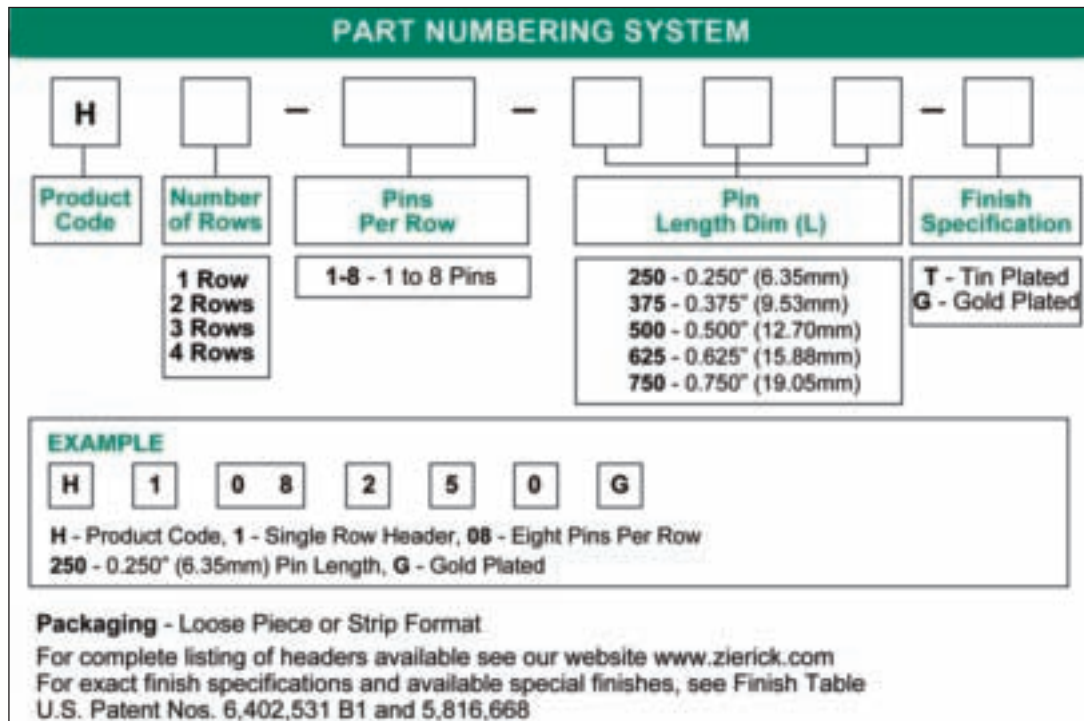 PART NUMBERING SYSTEM
H - - -
Product Code
Number of Rows
Pins Per Row
Pin Length Dim (L)
Finish Specification
1 Row
2 Rows
3 Rows
4 Rows
1-8 - 1 to 8 Pins
250 - 0.250" (6.35mm)
375 - 0.375" (9.53mm)
500 - 0.500" (12.70mm)
625 - 0.625" (15.88mm)
750 - 0.750" (19.05mm)
T - Tin Plated
G - Gold Plated
EXAMPLE
H 1 0 8 2 5 0 G
H - Product Code, 1 - Single Row Header, 08 - Eight Pins Per Row
250 - 0.250" (6.35mm) Pin Length, G - Gold Plated
Packaging - Loose Piece or Strip Format
For complete listing of headers available see our website www.zierick.com
For exact finish specifications and available special finishes, see Finish Table
U.S. Patent Nos. 6,402,531 B1 and 5,816,668